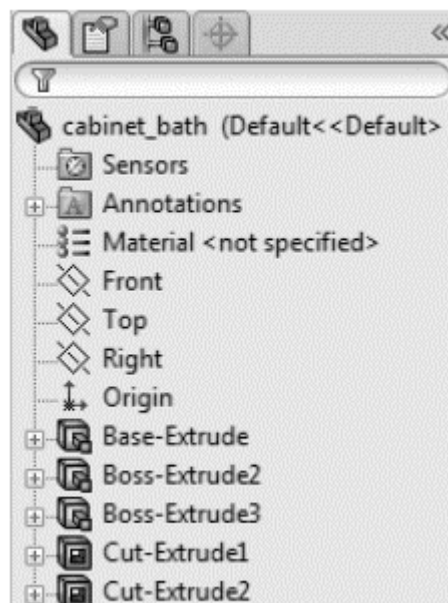 cabinet_bath (Default<<Default>
Sensors
Annotations
Material <not specified>
Front
Top
Right
Origin
Base-Extrude
Boss-Extrude2
Boss-Extrude3
Cut-Extrude1
Cut-Extrude2